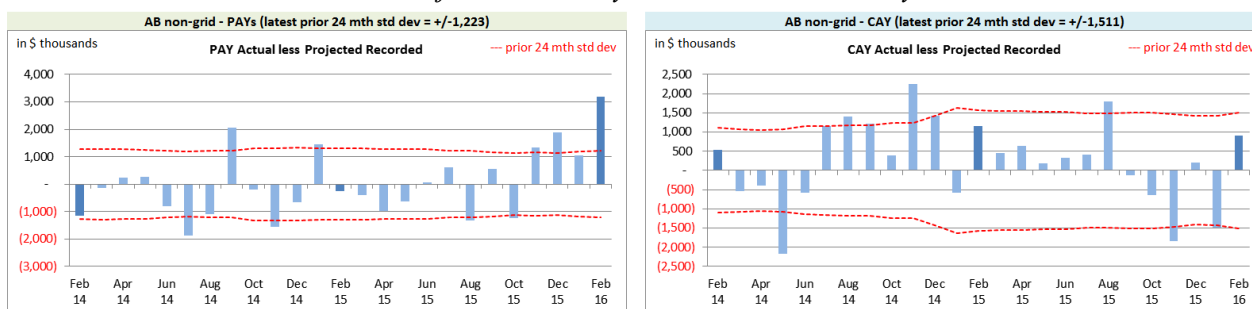 AB non-grid - PAYs (latest prior 24 mth std dev = +/-1,223)
in $ thousands
PAY Actual less Projected Recorded
--- prior 24 mth std dev
4,000
3,000
2,000
1,000
-
(1,000)
(2,000)
(3,000)
Feb Apr Jun Aug Oct Dec Feb Apr Jun Aug Oct Dec Feb
14 14 14 14 14 14 15 15 15 15 15 15 16
AB non-grid - CAY (latest prior 24 mth std dev = +/-1,511)
in $ thousands
CAY Actual less Projected Recorded
--- prior 24 mth std dev
2,500
2,000
1,500
1,000
500
-
(500)
(1,000)
(1,500)
(2,000)
(2,500)
Feb Apr Jun Aug Oct Dec Feb Apr Jun Aug Oct Dec Feb
14 14 14 14 14 14 15 15 15 15 15 15 16